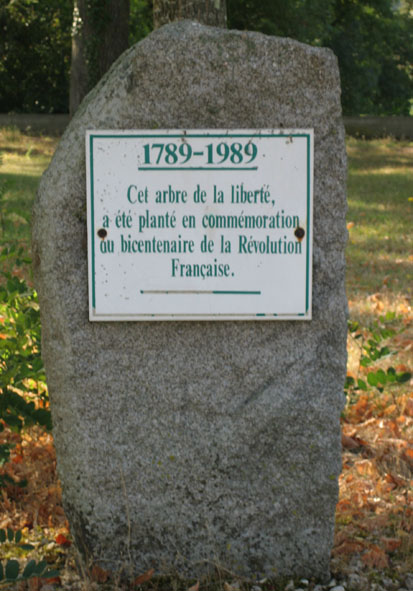 1789-1989
Cet arbre de la liberté,
a été planté en commémoration
du bicentenaire de la Révolution
Française.